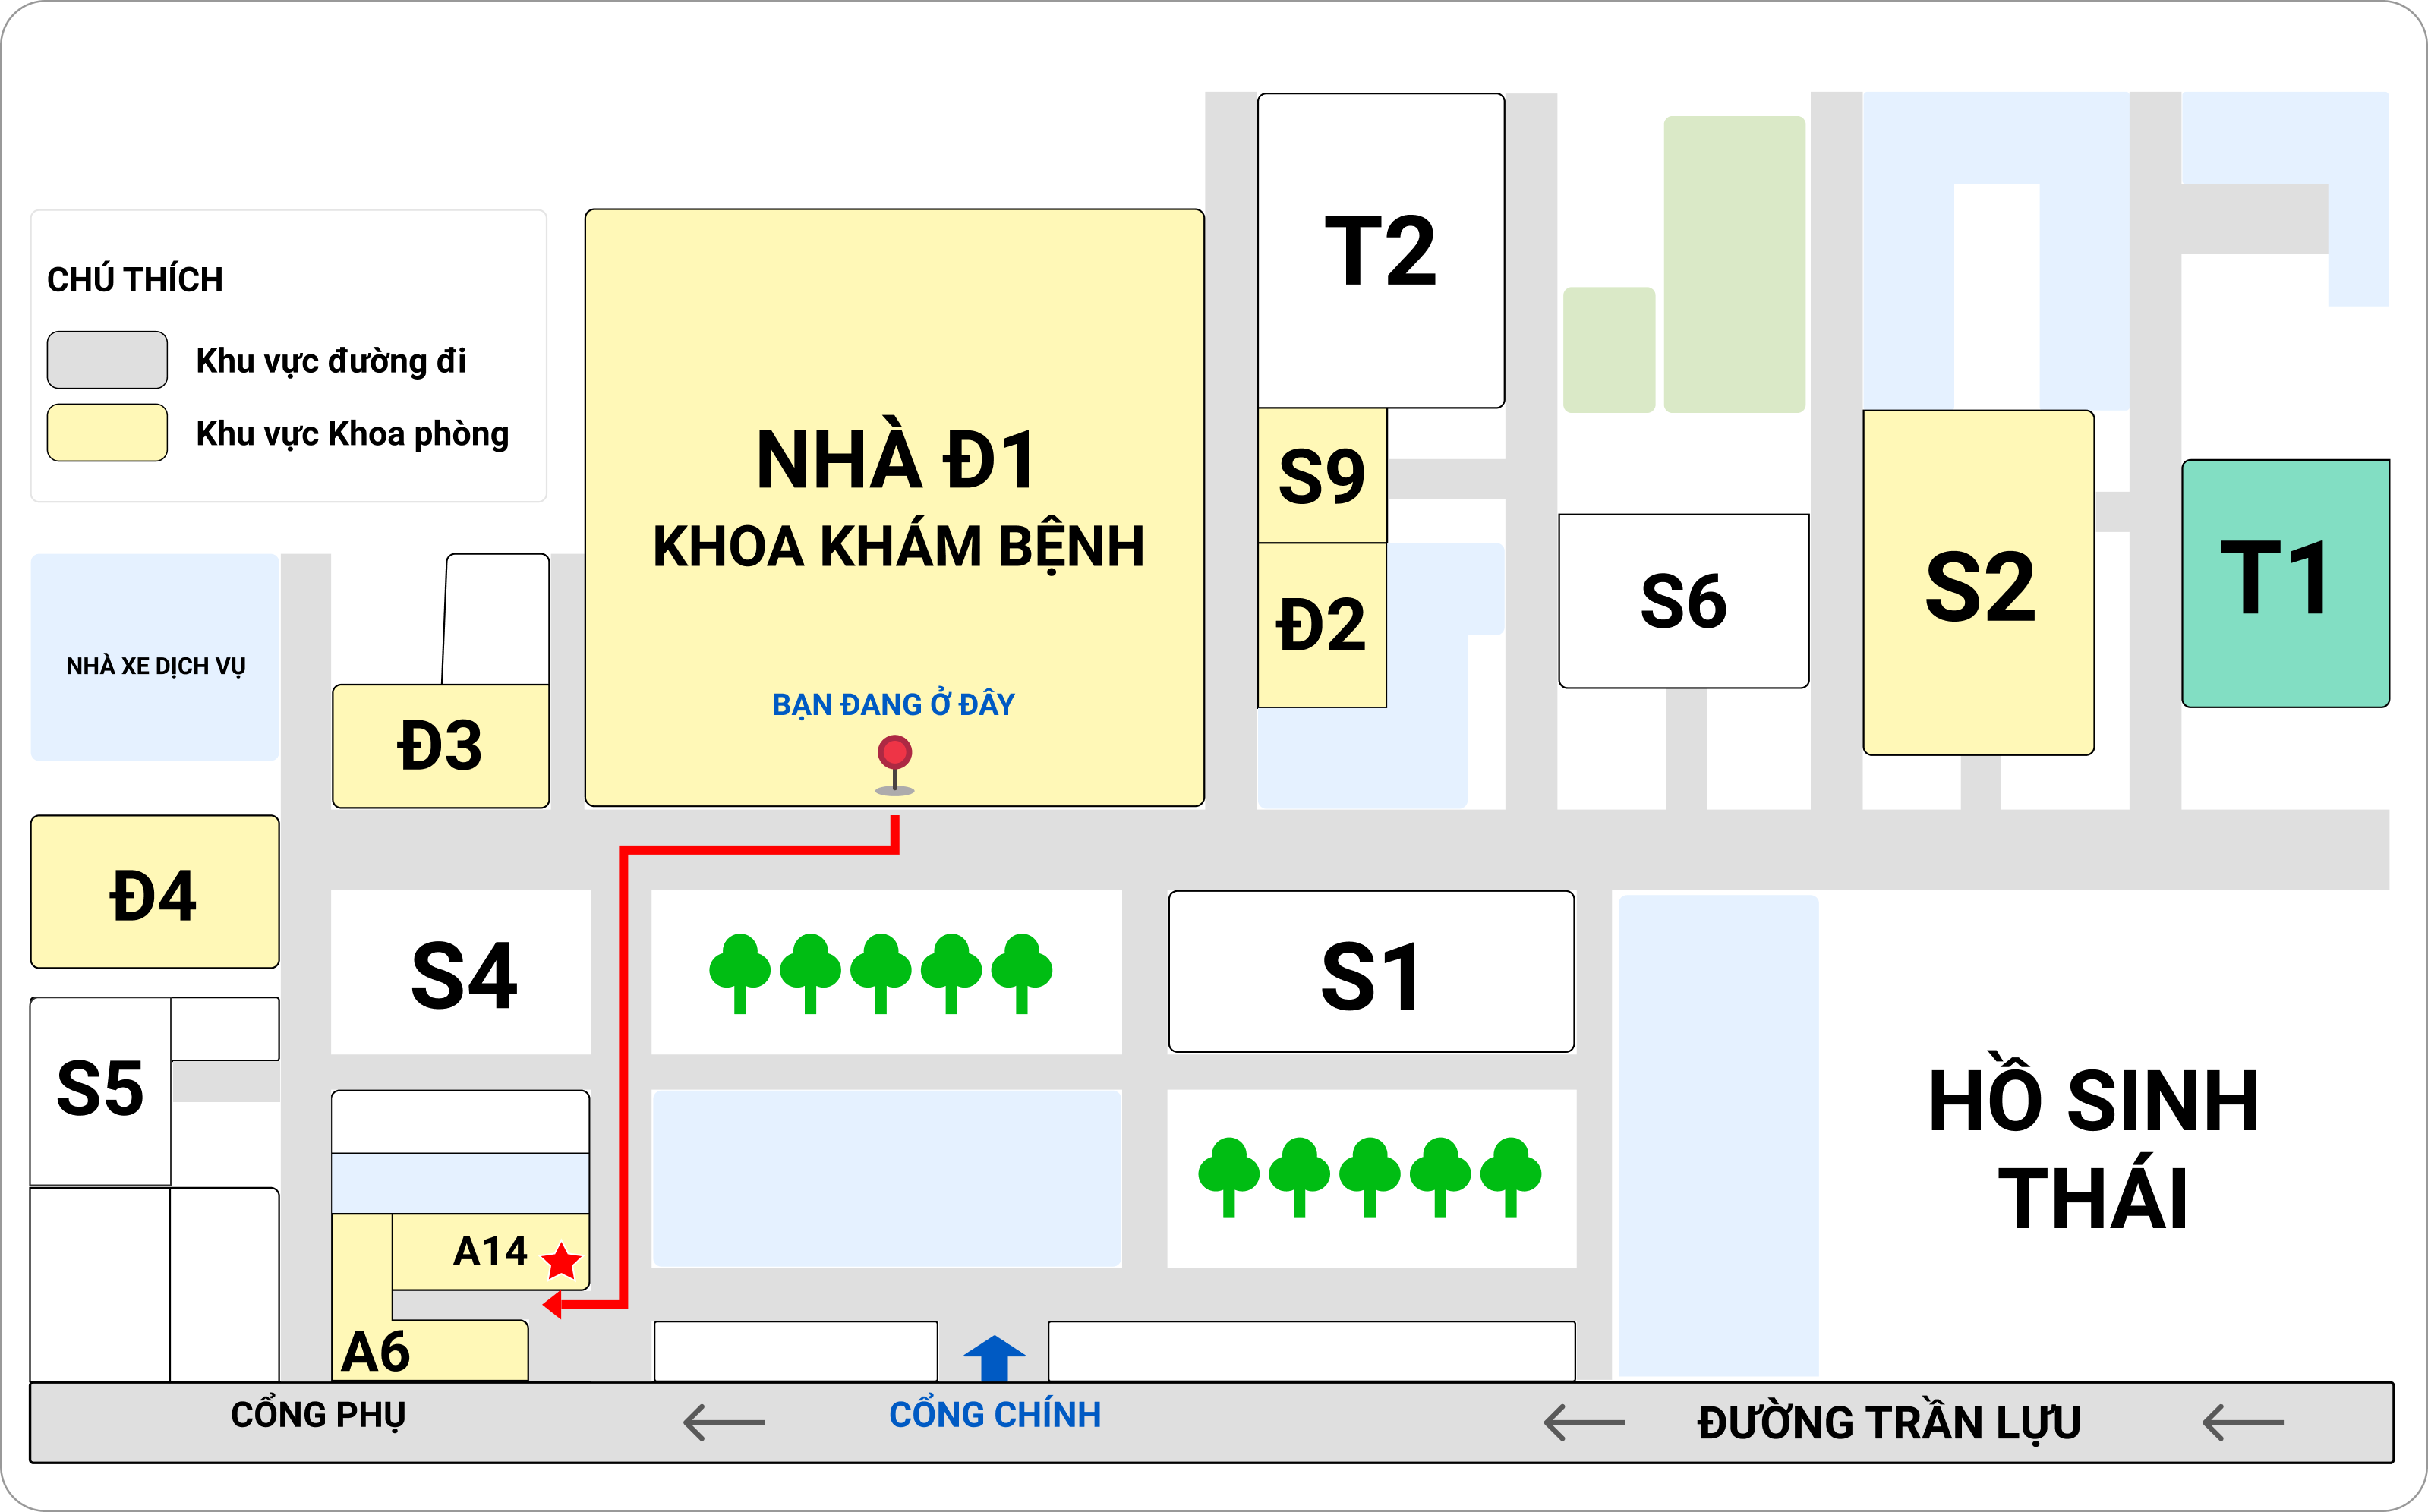 CHÚ THÍCH
Khu vực đường đi
Khu vực Khoa phòng
NHÀ Đ1
KHOA KHÁM BỆNH
BẠN ĐANG Ở ĐÂY
T2
S9
Đ2
S6
S2
T1
NHÀ XE DỊCH VỤ
Đ3
Đ4
S4
S1
S5
HỒ SINH
THÁI
A14
A6
CỔNG PHỤ
CỔNG CHÍNH
ĐƯỜNG TRẦN LỰU